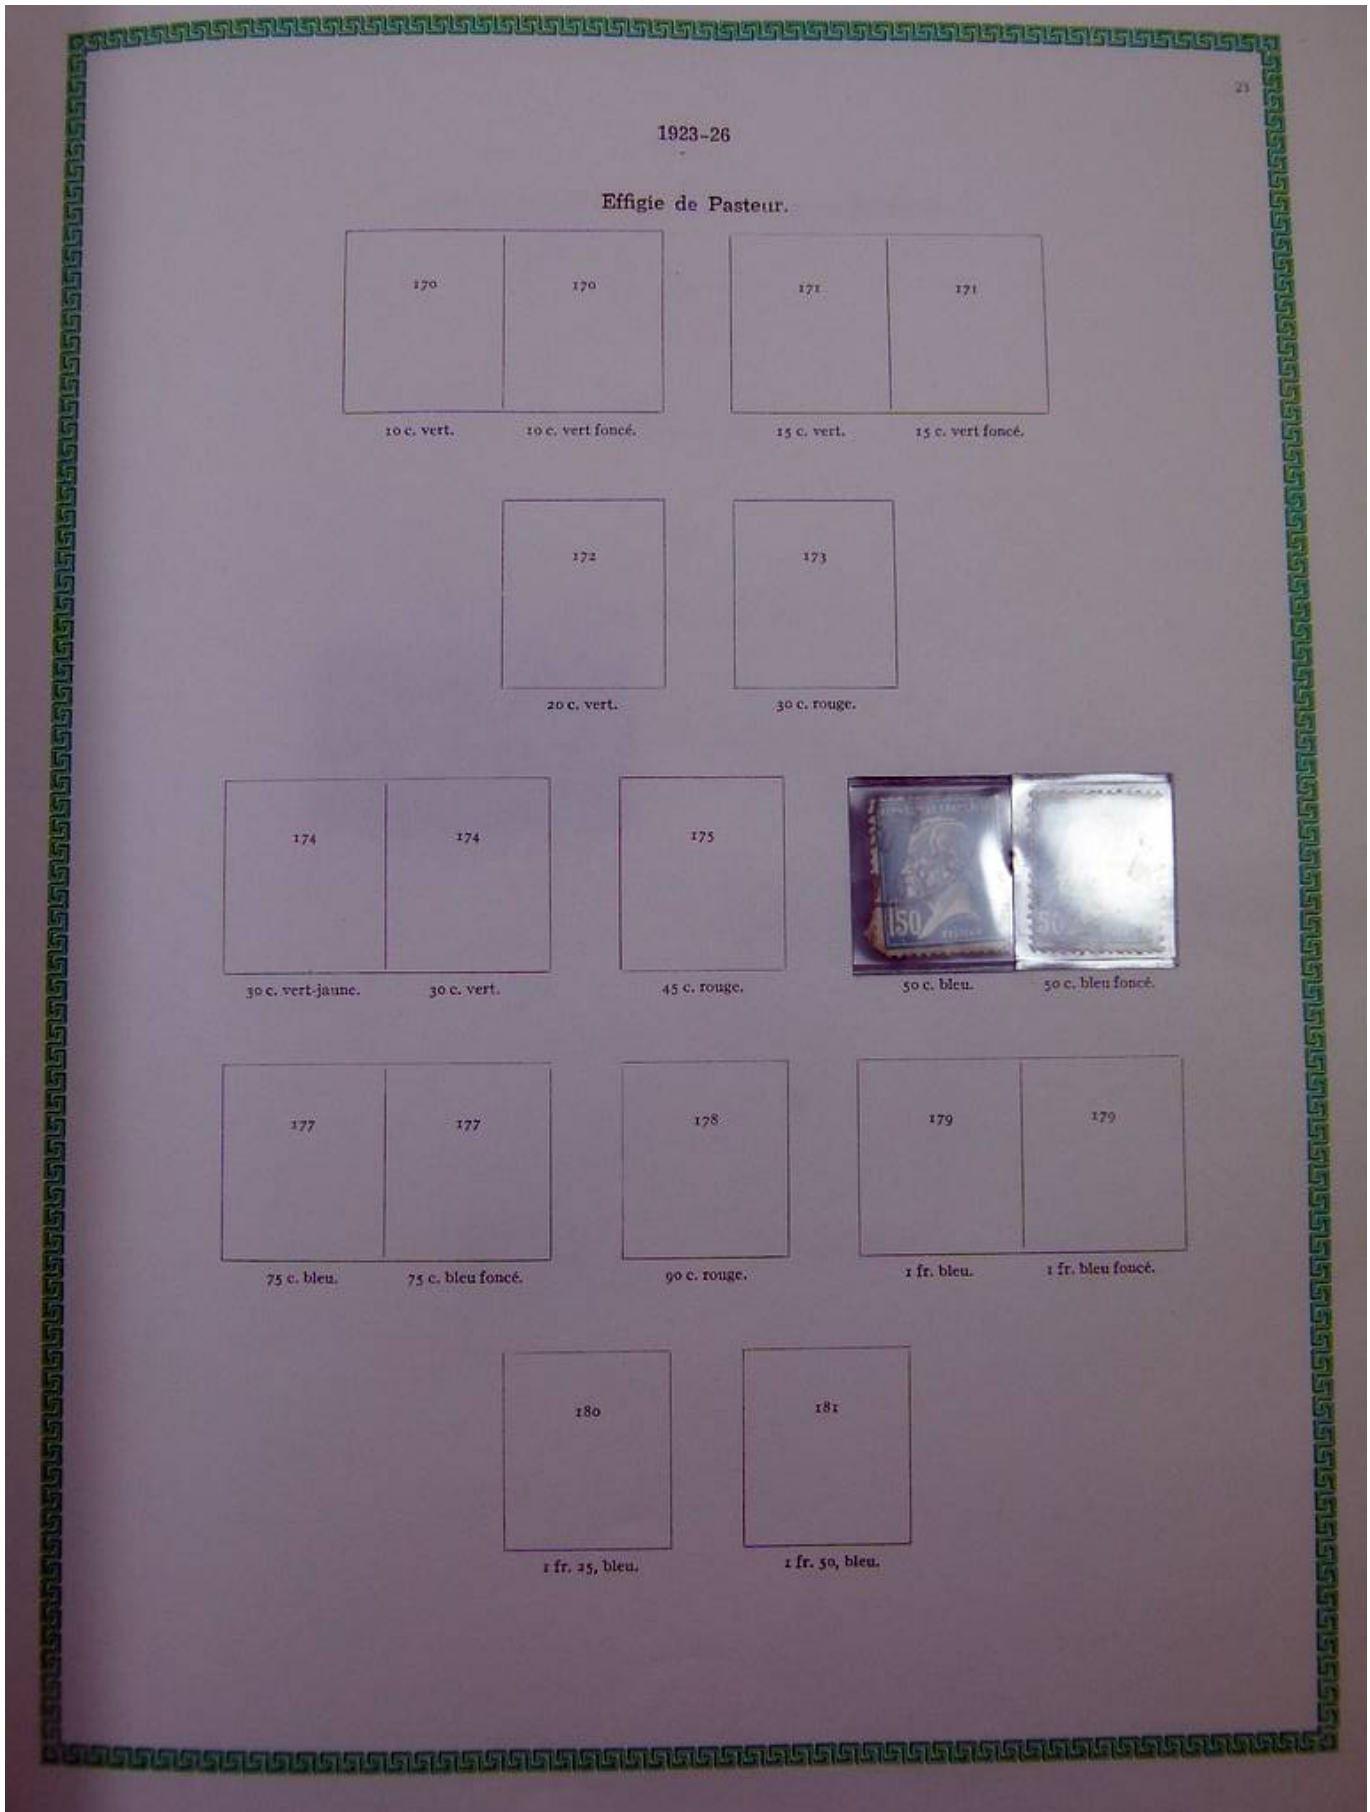 23
1923-26
Effigie de Pasteur.
170 170 171 171
10 c. vert. 10 c. vert foncé. 15 c. vert. 15 c. vert foncé.
172 173
20 c. vert. 30 c. rouge.
174 174 175
150
50
30 c. vert-jaune. 30 c. vert. 45 c. rouge. 50 c. bleu. 50 c. bleu foncé.
177 177 178 179 179
75 c. bleu. 75 c. bleu foncé. 90 c. rouge. 1 fr. bleu. 1 fr. bleu foncé.
180 181
1 fr. 25, bleu. 1 fr. 50, bleu.